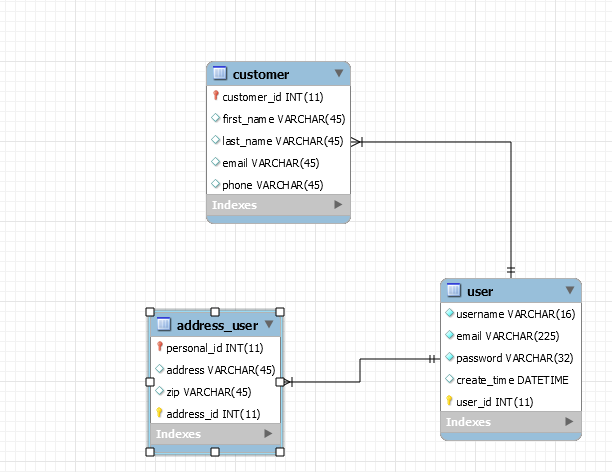 customer
customer_id INT(11)
first_name VARCHAR(45)
last_name VARCHAR(45)
email VARCHAR(45)
phone VARCHAR(45)
Indexes
user
username VARCHAR(16)
email VARCHAR(225)
password VARCHAR(32)
create_time DATETIME
user_id INT(11)
Indexes
address_user
personal_id INT(11)
address VARCHAR(45)
zip VARCHAR(45)
address_id INT(11)
Indexes